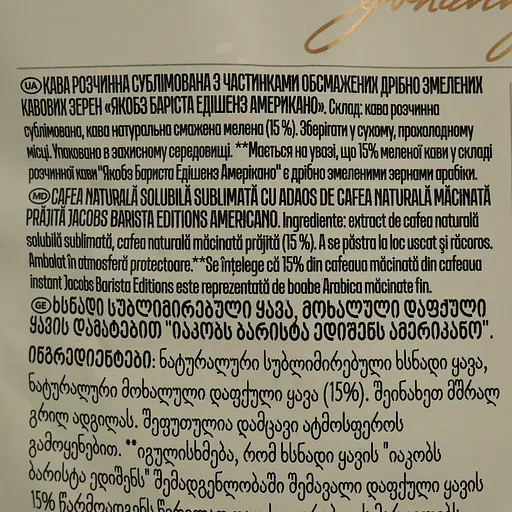 UA КАВА РОЗЧИННА СУБЛІМОВАНА З ЧАСТИНКАМИ ОБСМАЖЕНИХ ДРІБНО ЗМЕЛЕНИХ
КАВОВИХ ЗЕРЕН «ЯКОБЗ БАРІСТА ЕДІШЕНЗ АМЕРИКАНО». Склад: кава розчинна
сублімована, кава натуральна смажена мелена (15 %). Зберігати у сухому, прохолодному
місці. Упаковано в захисному середовищі. **Мається на увазі, що 15% меленої кави у складі
розчинної кави "Якобз Бариста Едішенз Амерікано" є дрібно змеленими зернами арабіки.
MD CAFEA NATURALĂ SOLUBILĂ SUBLIMATĂ CU ADAOS DE CAFEA NATURALĂ MĂCINATĂ
PRĂJITĂ JACOBS BARISTA EDITIONS AMERICANO. Ingrediente: extract de cafea naturală
solubilă sublimată, cafea naturală măcinată prăjită (15 %). A se păstra la loc uscat și răcoros.
Ambalat în atmosferă protectoare.**Se înțelege că 15% din cafeaua măcinată din cafeaua
instant Jacobs Barista Editions este reprezentată de boabe Arabica măcinate fin.
GE ხსნადი სუბლიმირებული ყავა, მოხალული დაფქული
ყავის დამატებით "იაკობს ბარისტა ედიშენს ამერიკანო".
ინგრედიენტები: ნატურალური სუბლიმირებული ხსნადი ყავა,
ნატურალური მოხალული დაფქული ყავა (15%). შეინახეთ მშრალ
გრილ ადგილას. შეფუთულია დამცავი ატმოსფეროს
გამოყენებით. **იგულისხმება, რომ ხსნადი ყავის "იაკობს
ბარისტა ედიშენს" შემადგენლობაში შემავალი დაფქული ყავის
15% წარმოადგენს